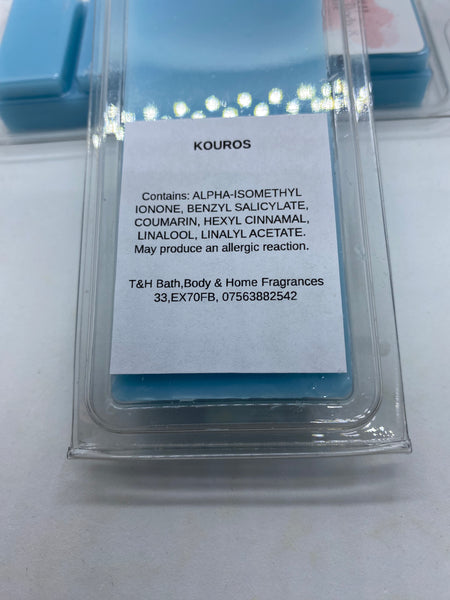 KOUROS
Contains: ALPHA-ISOMETHYL
IONONE, BENZYL SALICYLATE,
COUMARIN, HEXYL CINNAMAL,
LINALOOL, LINALYL ACETATE.
May produce an allergic reaction.
T&H Bath,Body & Home Fragrances
33,EX70FB, 07563882542